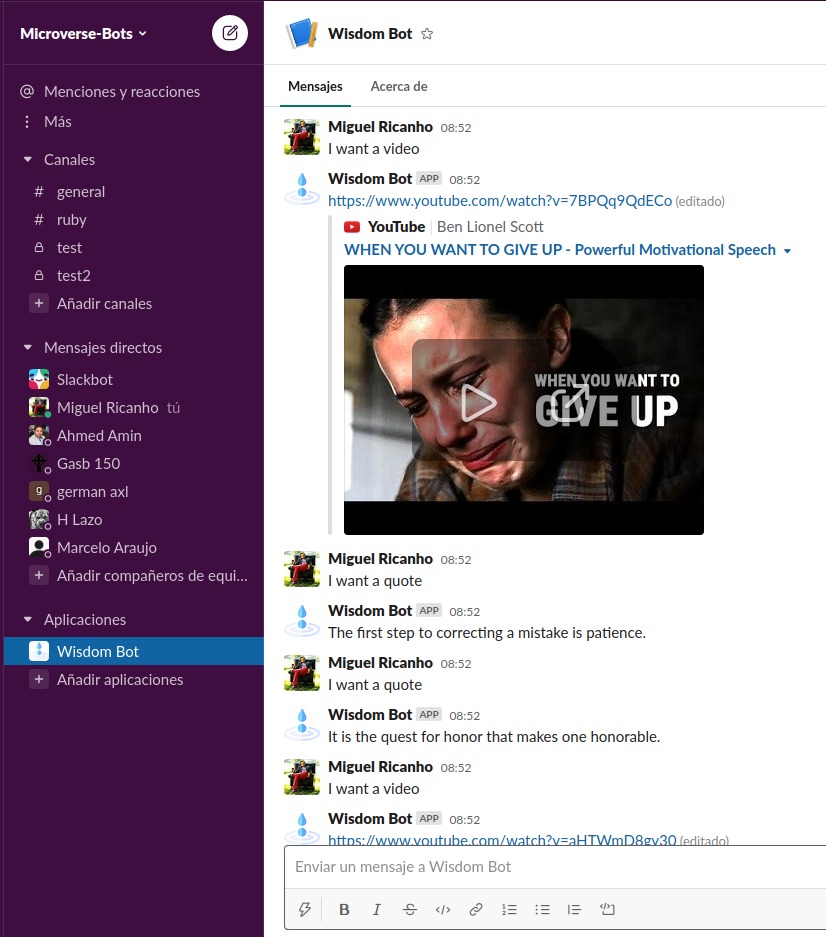 Microverse-Bots
Menciones y reacciones
Más
Canales
# general
# ruby
test
test2
+ Añadir canales
Mensajes directos
Slackbot
Miguel Ricanho tú
Ahmed Amin
Gasb 150
g german axl
H Lazo
Marcelo Araujo
+ Añadir compañeros de equi...
Aplicaciones
Wisdom Bot
+ Añadir aplicaciones
Wisdom Bot
Mensajes Acerca de
Miguel Ricanho 08:52
I want a video
Wisdom Bot APP 08:52
https://www.youtube.com/watch?v=7BPQq9QdECo (editado)
YouTube | Ben Lionel Scott
WHEN YOU WANT TO GIVE UP - Powerful Motivational Speech
WHEN YOU WANT TO
GIVE UP
Miguel Ricanho 08:52
I want a quote
Wisdom Bot APP 08:52
The first step to correcting a mistake is patience.
Miguel Ricanho 08:52
I want a quote
Wisdom Bot APP 08:52
It is the quest for honor that makes one honorable.
Miguel Ricanho 08:52
I want a video
Wisdom Bot APP 08:52
https://www.youtube.com/watch?v=aHTWmD8gv30 (editado)
Enviar un mensaje a Wisdom Bot
B I S </>